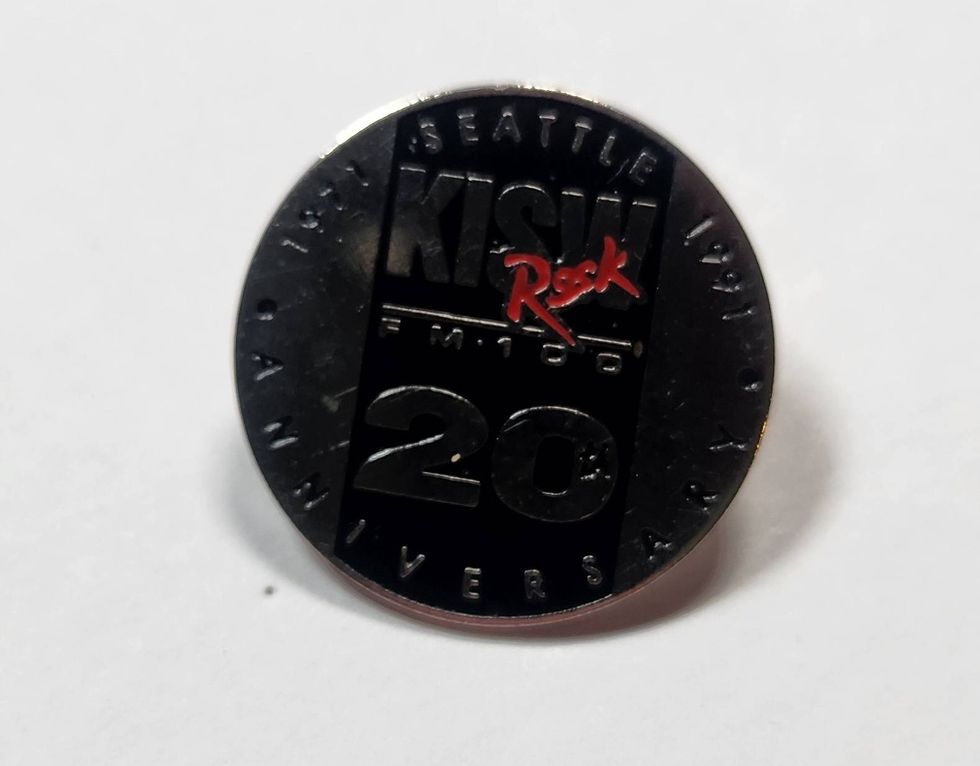 SEATTLE
1971
1991
KISW
Rock
FM·100
20th
• ANNIVERSARY •